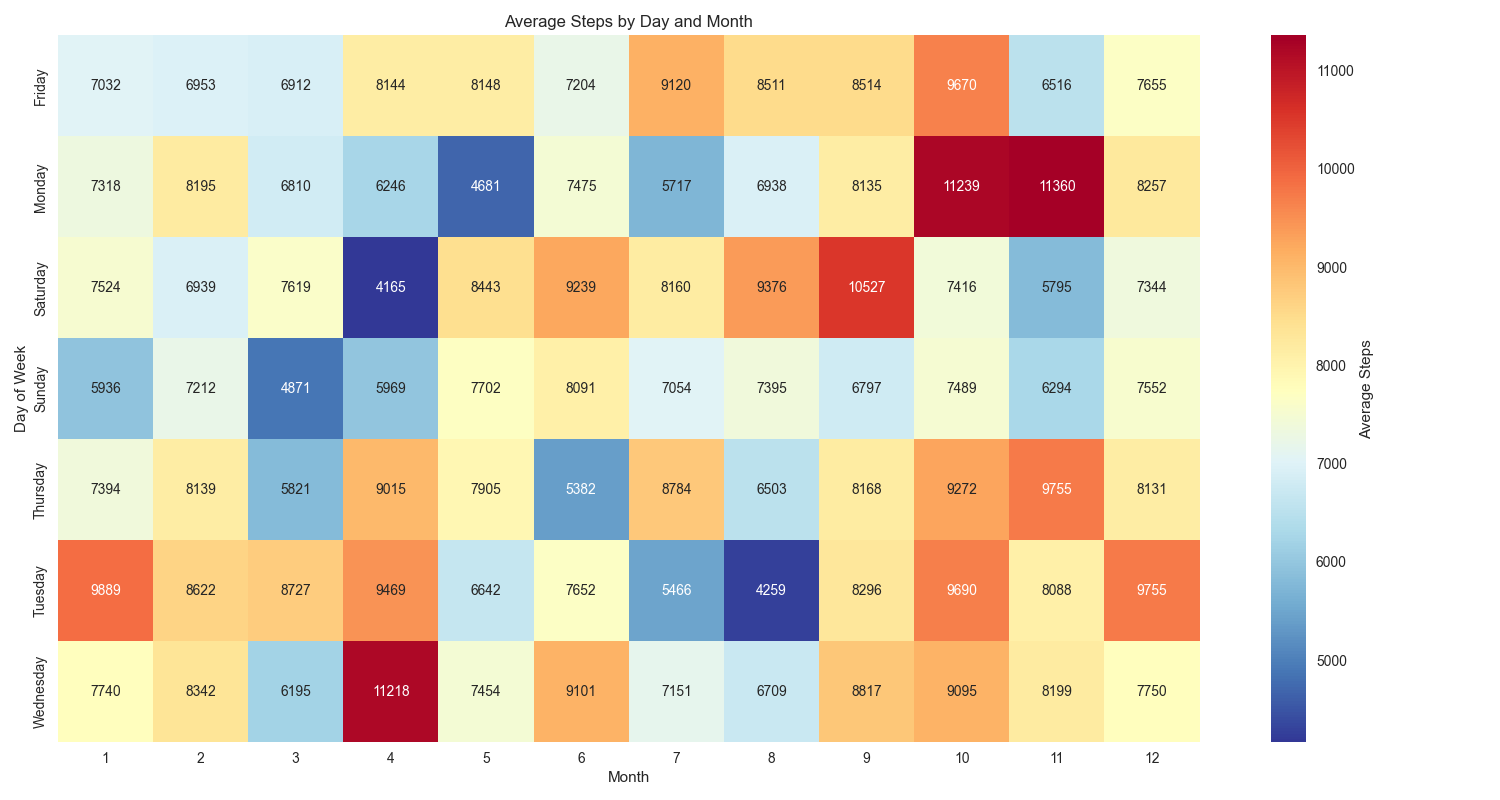 Average Steps by Day and Month
Friday 7032 6953 6912 8144 8148 7204 9120 8511 8514 9670 6516 7655
Monday 7318 8195 6810 6246 4681 7475 5717 6938 8135 11239 11360 8257
Saturday 7524 6939 7619 4165 8443 9239 8160 9376 10527 7416 5795 7344
Sunday 5936 7212 4871 5969 7702 8091 7054 7395 6797 7489 6294 7552
Thursday 7394 8139 5821 9015 7905 5382 8784 6503 8168 9272 9755 8131
Tuesday 9889 8622 8727 9469 6642 7652 5466 4259 8296 9690 8088 9755
Wednesday 7740 8342 6195 11218 7454 9101 7151 6709 8817 9095 8199 7750
1 2 3 4 5 6 7 8 9 10 11 12
Month
Day of Week
11000
10000
9000
8000
7000
6000
5000
Average Steps